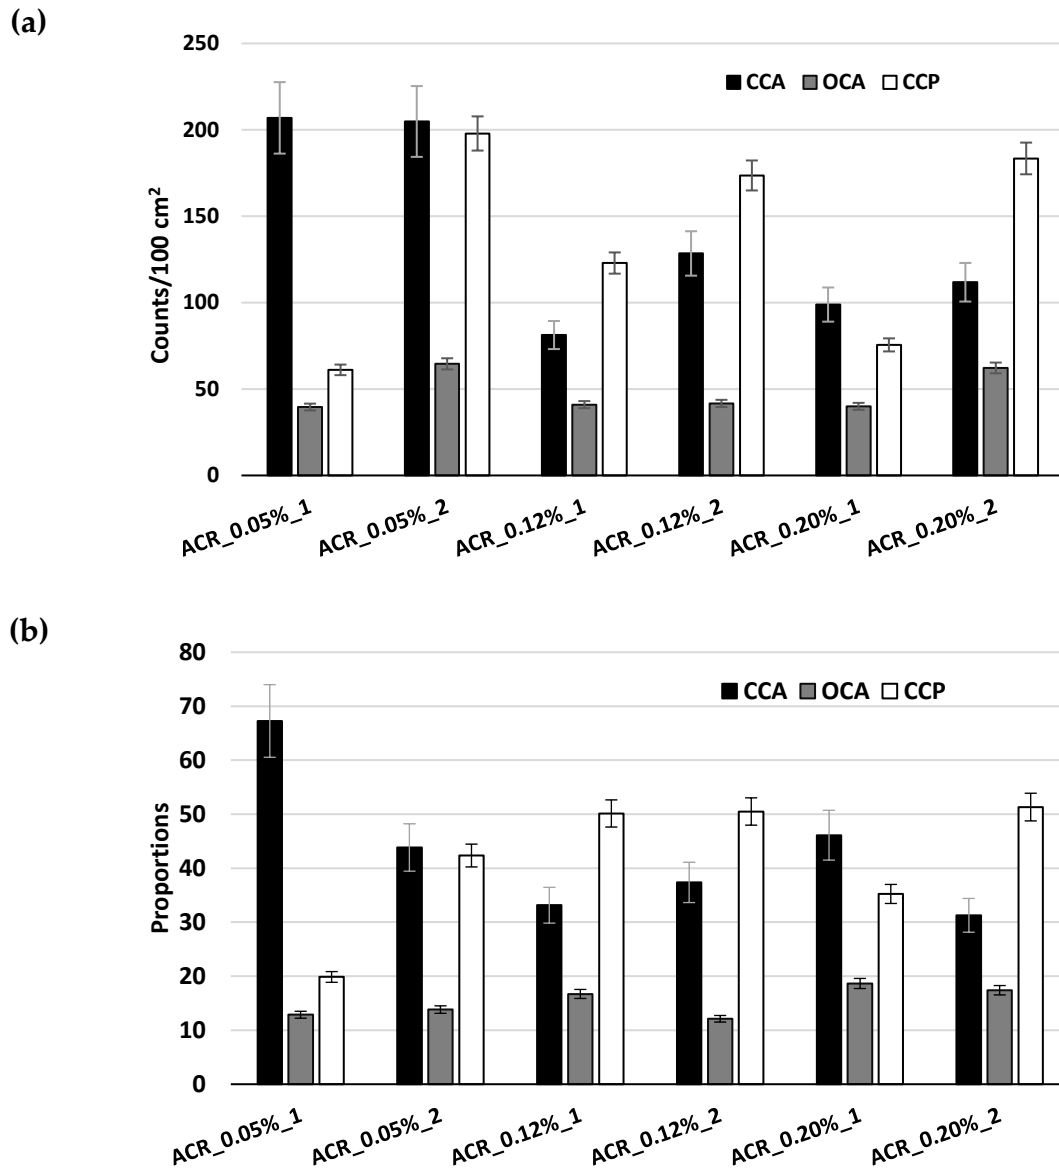 (a)
250
200
150
100
50
0
Counts/100 cm²
CCA OCA CCP
ACR_0.05%_1 ACR_0.05%_2 ACR_0.12%_1 ACR_0.12%_2 ACR_0.20%_1 ACR_0.20%_2
(b)
80
70
60
50
40
30
20
10
0
Proportions
CCA OCA CCP
ACR_0.05%_1 ACR_0.05%_2 ACR_0.12%_1 ACR_0.12%_2 ACR_0.20%_1 ACR_0.20%_2